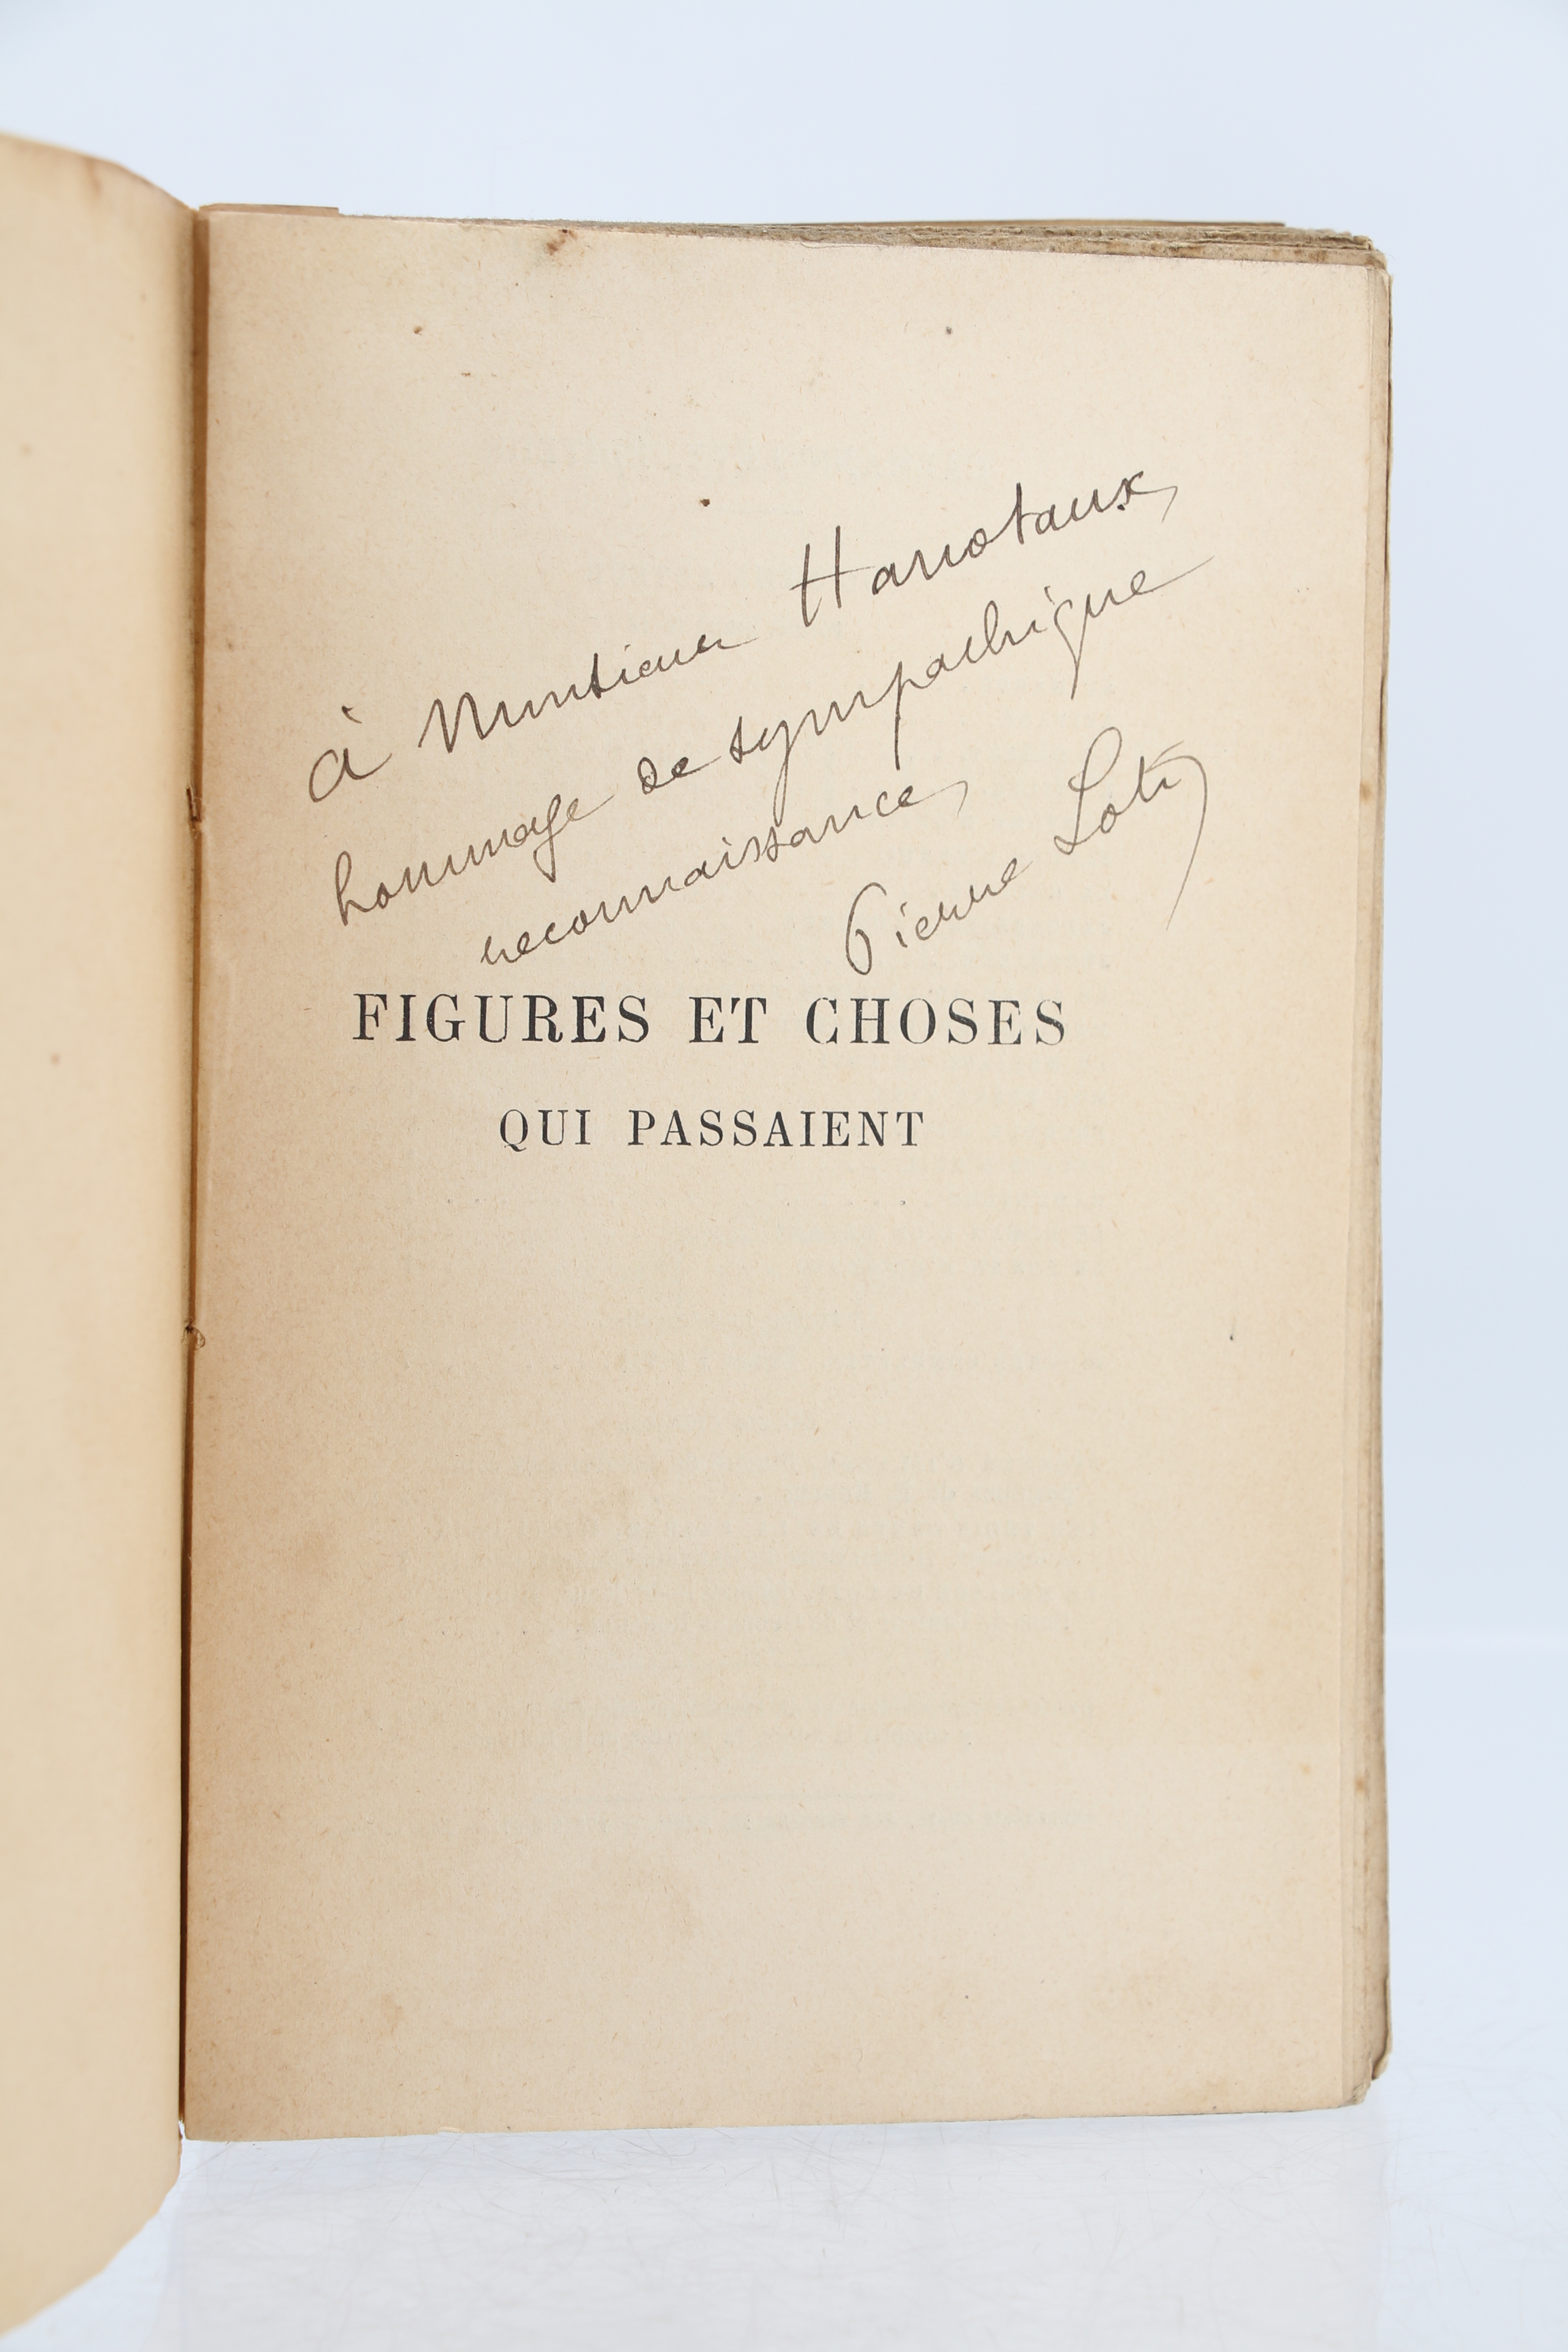 à Monsieur Hanotaux,
hommage de sympathique
reconnaissance,
Pierre Loti
FIGURES ET CHOSES
QUI PASSAIENT